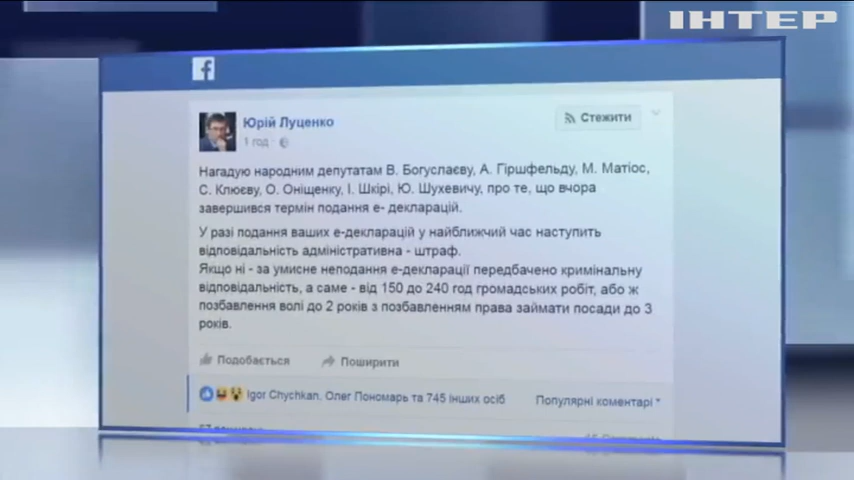 ІНТЕР
Юрій Луценко
Стежити
1 год
Нагадую народним депутатам В. Богуслаєву, А. Гіршфельду, М. Матіос,
С. Клюєву, О. Оніщенку, І. Шкірі, Ю. Шухевичу, про те, що вчора
завершився термін подання е- декларацій.
У разі подання ваших е-декларацій у найближчий час наступить
відповідальність адміністративна - штраф.
Якщо ні - за умисне неподання е-декларації передбачено кримінальну
відповідальність, а саме - від 150 до 240 год громадських робіт, або ж
позбавлення волі до 2 років з позбавленням права займати посади до 3
років.
Подобається Поширити
Igor Chychkan, Олег Пономарь та 745 інших осіб
Популярні коментарі